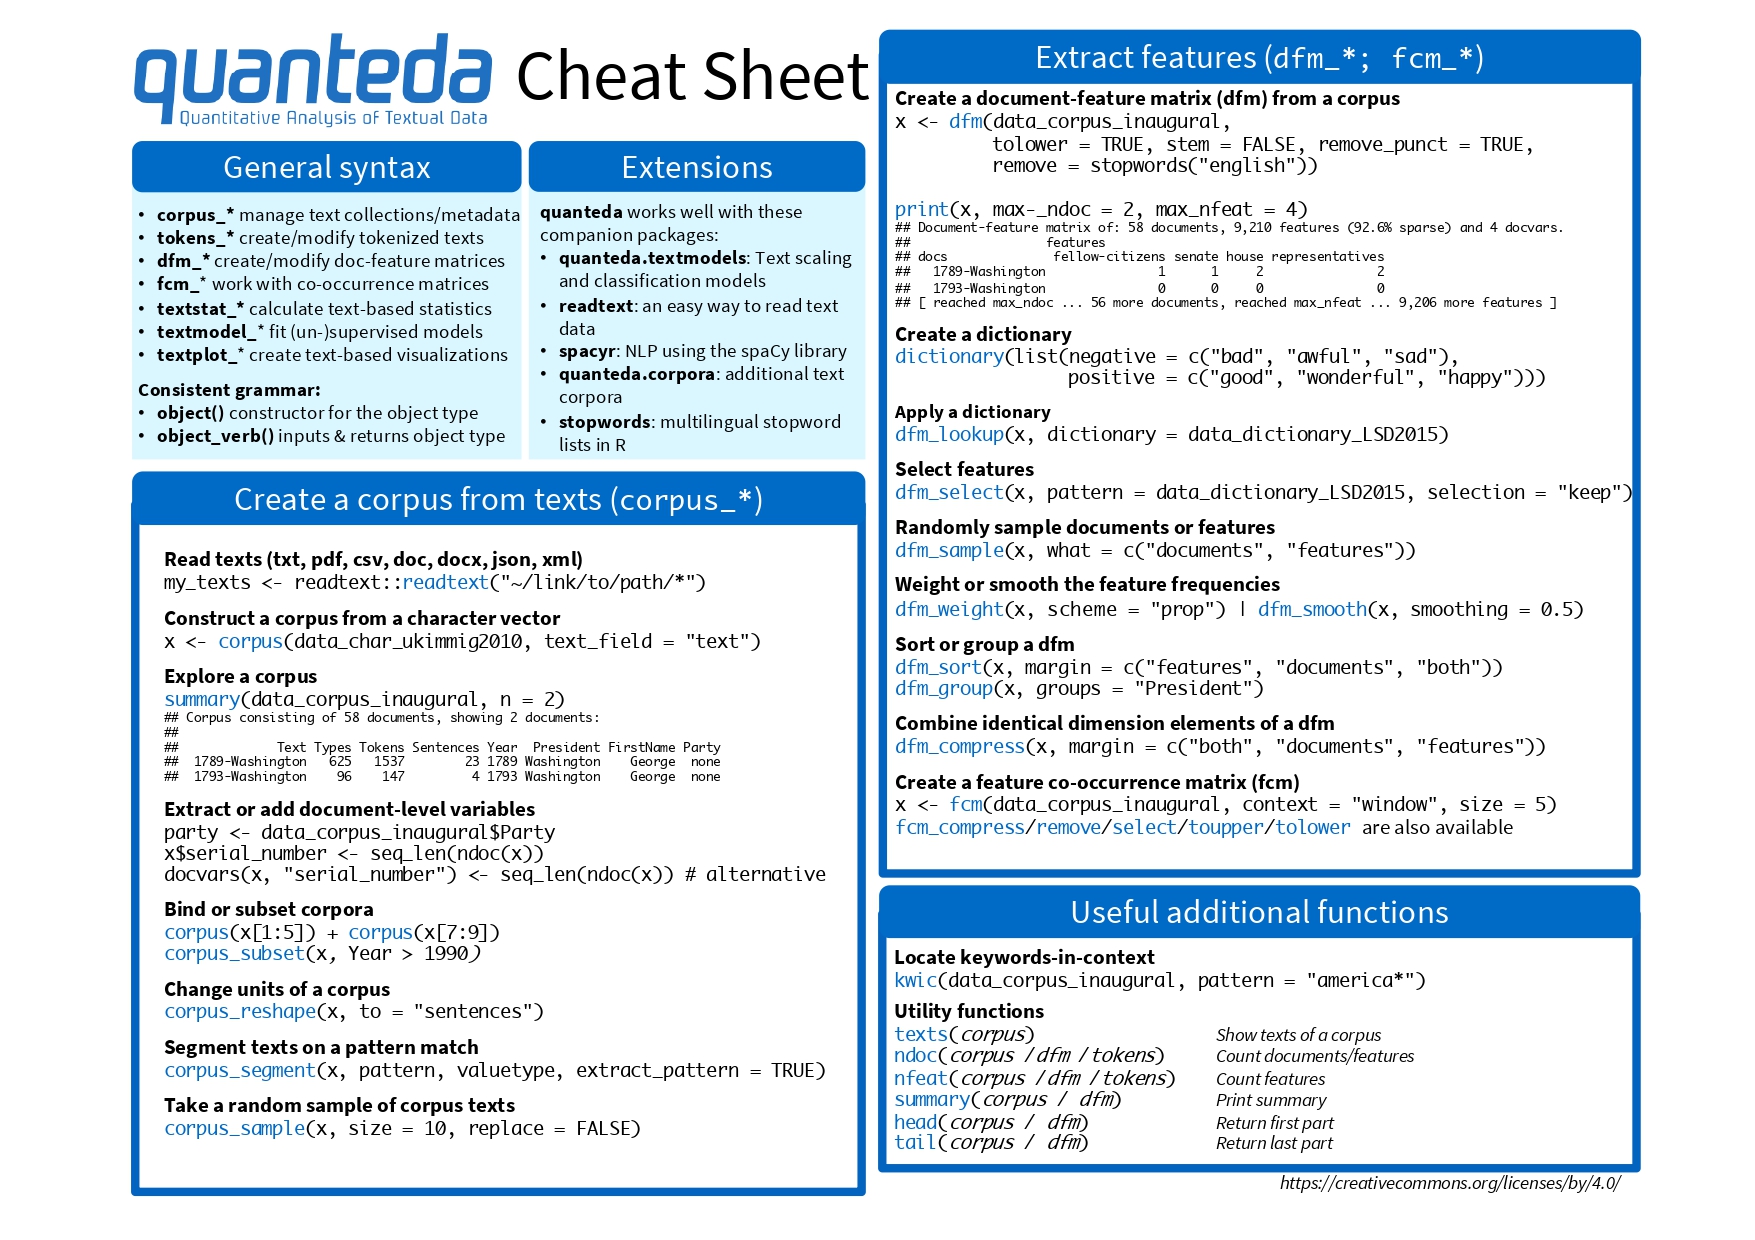 quanteda Cheat Sheet
Quantitative Analysis of Textual Data
General syntax
• corpus_* manage text collections/metadata
• tokens_* create/modify tokenized texts
• dfm_* create/modify doc-feature matrices
• fcm_* work with co-occurrence matrices
• textstat_* calculate text-based statistics
• textmodel_* fit (un-)supervised models
• textplot_* create text-based visualizations
Consistent grammar:
• object() constructor for the object type
• object_verb() inputs & returns object type
Extensions
quanteda works well with these
companion packages:
• quanteda.textmodels: Text scaling
and classification models
• readtext: an easy way to read text
data
• spacyr: NLP using the spaCy library
• quanteda.corpora: additional text
corpora
• stopwords: multilingual stopword
lists in R
Create a corpus from texts (corpus_*)
Read texts (txt, pdf, csv, doc, docx, json, xml)
my_texts <- readtext::readtext("~/link/to/path/*")
Construct a corpus from a character vector
x <- corpus(data_char_ukimmig2010, text_field = "text")
Explore a corpus
summary(data_corpus_inaugural, n = 2)
## Corpus consisting of 58 documents, showing 2 documents:
##
## Text Types Tokens Sentences Year President FirstName Party
## 1789-Washington 625 1537 23 1789 Washington George none
## 1793-Washington 96 147 4 1793 Washington George none
Extract or add document-level variables
party <- data_corpus_inaugural$Party
x$serial_number <- seq_len(ndoc(x))
docvars(x, "serial_number") <- seq_len(ndoc(x)) # alternative
Bind or subset corpora
corpus(x[1:5]) + corpus(x[7:9])
corpus_subset(x, Year > 1990)
Change units of a corpus
corpus_reshape(x, to = "sentences")
Segment texts on a pattern match
corpus_segment(x, pattern, valuetype, extract_pattern = TRUE)
Take a random sample of corpus texts
corpus_sample(x, size = 10, replace = FALSE)
Extract features (dfm_*; fcm_*)
Create a document-feature matrix (dfm) from a corpus
x <- dfm(data_corpus_inaugural,
tolower = TRUE, stem = FALSE, remove_punct = TRUE,
remove = stopwords("english"))
print(x, max-_ndoc = 2, max_nfeat = 4)
## Document-feature matrix of: 58 documents, 9,210 features (92.6% sparse) and 4 docvars.
## features
## docs fellow-citizens senate house representatives
## 1789-Washington 1 1 2 2
## 1793-Washington 0 0 0 0
## [ reached max_ndoc ... 56 more documents, reached max_nfeat ... 9,206 more features ]
Create a dictionary
dictionary(list(negative = c("bad", "awful", "sad"),
positive = c("good", "wonderful", "happy")))
Apply a dictionary
dfm_lookup(x, dictionary = data_dictionary_LSD2015)
Select features
dfm_select(x, pattern = data_dictionary_LSD2015, selection = "keep")
Randomly sample documents or features
dfm_sample(x, what = c("documents", "features"))
Weight or smooth the feature frequencies
dfm_weight(x, scheme = "prop") | dfm_smooth(x, smoothing = 0.5)
Sort or group a dfm
dfm_sort(x, margin = c("features", "documents", "both"))
dfm_group(x, groups = "President")
Combine identical dimension elements of a dfm
dfm_compress(x, margin = c("both", "documents", "features"))
Create a feature co-occurrence matrix (fcm)
x <- fcm(data_corpus_inaugural, context = "window", size = 5)
fcm_compress/remove/select/toupper/tolower are also available
Useful additional functions
Locate keywords-in-context
kwic(data_corpus_inaugural, pattern = "america*")
Utility functions
texts(corpus) Show texts of a corpus
ndoc(corpus /dfm /tokens) Count documents/features
nfeat(corpus /dfm /tokens) Count features
summary(corpus / dfm) Print summary
head(corpus / dfm) Return first part
tail(corpus / dfm) Return last part
https://creativecommons.org/licenses/by/4.0/